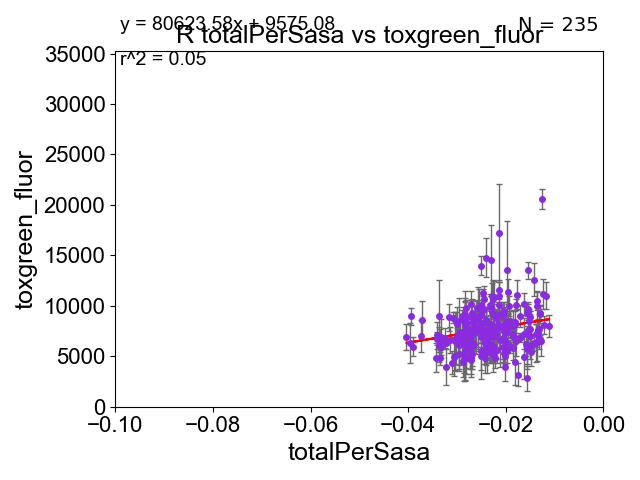 y = 80623.58x + 9575.08
N = 235
R totalPerSasa vs toxgreen_fluor
r^2 = 0.05
toxgreen_fluor
35000
30000
25000
20000
15000
10000
5000
0
−0.10 −0.08 −0.06 −0.04 −0.02 0.00
totalPerSasa